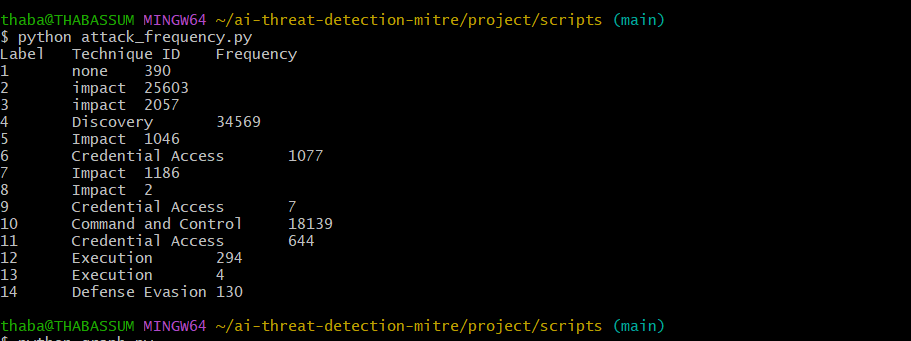 thaba@THABASSUM MINGW64 ~/ai-threat-detection-mitre/project/scripts (main)
$ python attack_frequency.py
Label Technique ID Frequency
1 none 390
2 impact 25603
3 impact 2057
4 Discovery 34569
5 Impact 1046
6 Credential Access 1077
7 Impact 1186
8 Impact 2
9 Credential Access 7
10 Command and Control 18139
11 Credential Access 644
12 Execution 294
13 Execution 4
14 Defense Evasion 130
thaba@THABASSUM MINGW64 ~/ai-threat-detection-mitre/project/scripts (main)
$ python graph.py